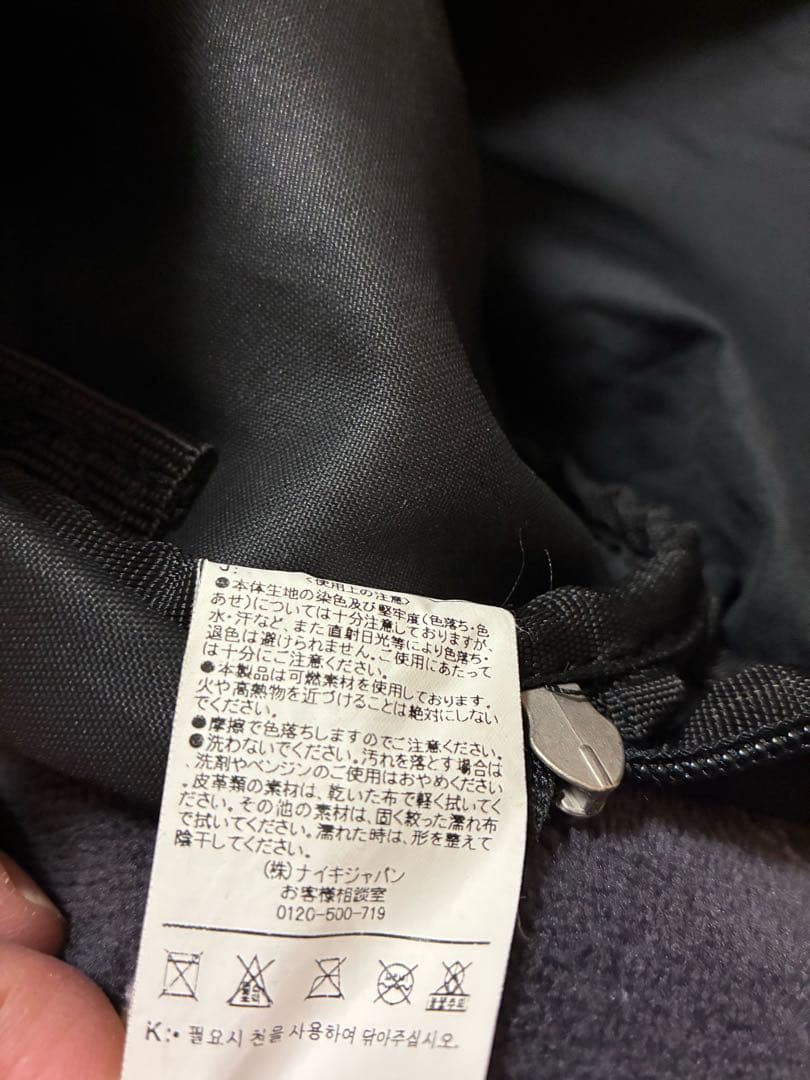 J:
<使用上の注意>
●本体生地の染色及び堅牢度(色落ち・色
あせ)については十分注意しておりますが、
水・汗など、また直射日光等により色落ち・
退色は避けられません。ご使用にあたって
は十分にご注意ください。
●本製品は可燃素材を使用しております。
火や高熱物を近づけることは絶対にしない
でください。
●摩擦で色落ちしますのでご注意ください。
●洗わないでください。汚れを落とす場合は
、洗剤やベンジンのご使用はおやめください
。皮革類の素材は、乾いた布で軽く拭いてく
ださい。その他の素材は、固く絞った濡れ布
で拭いてください。濡れた時は、形を整えて
陰干してください。
(株)ナイキジャパン
お客様相談室
0120-500-719
K:• 필요시 천을 사용하여 닦아주십시오.